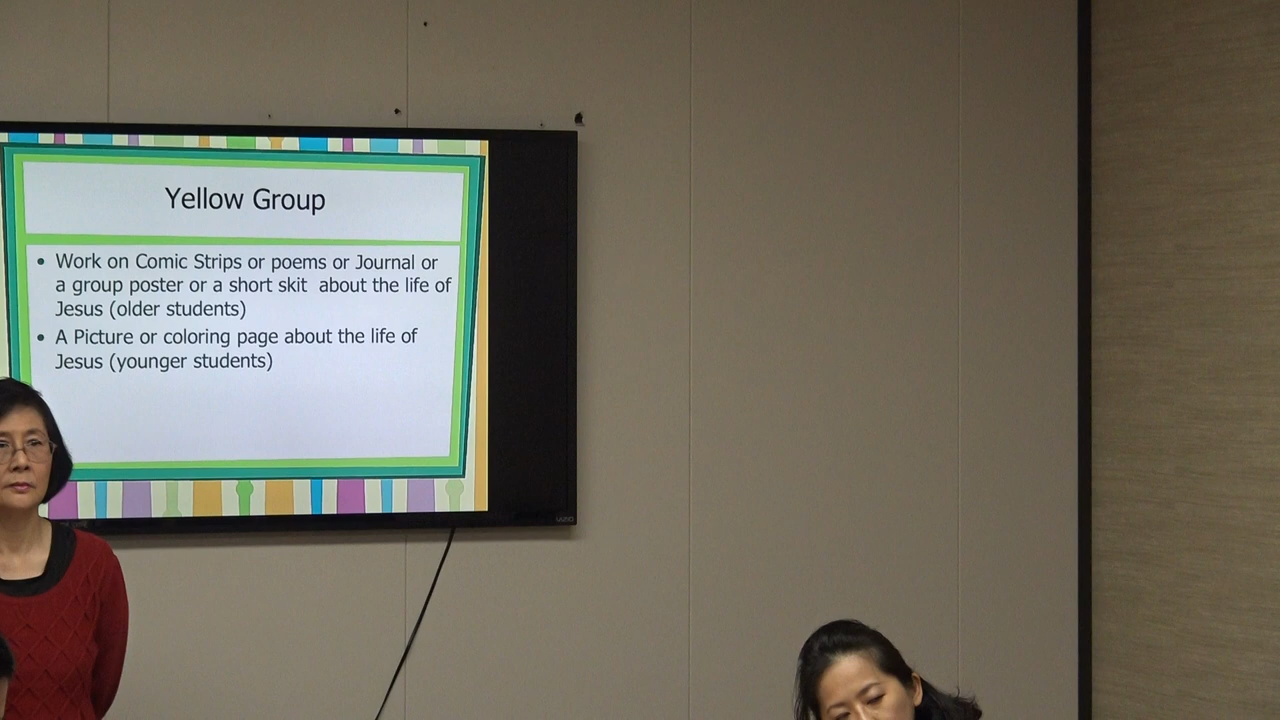 Yellow Group
• Work on Comic Strips or poems or Journal or
a group poster or a short skit  about the life of
Jesus (older students)
• A Picture or coloring page about the life of
Jesus (younger students)